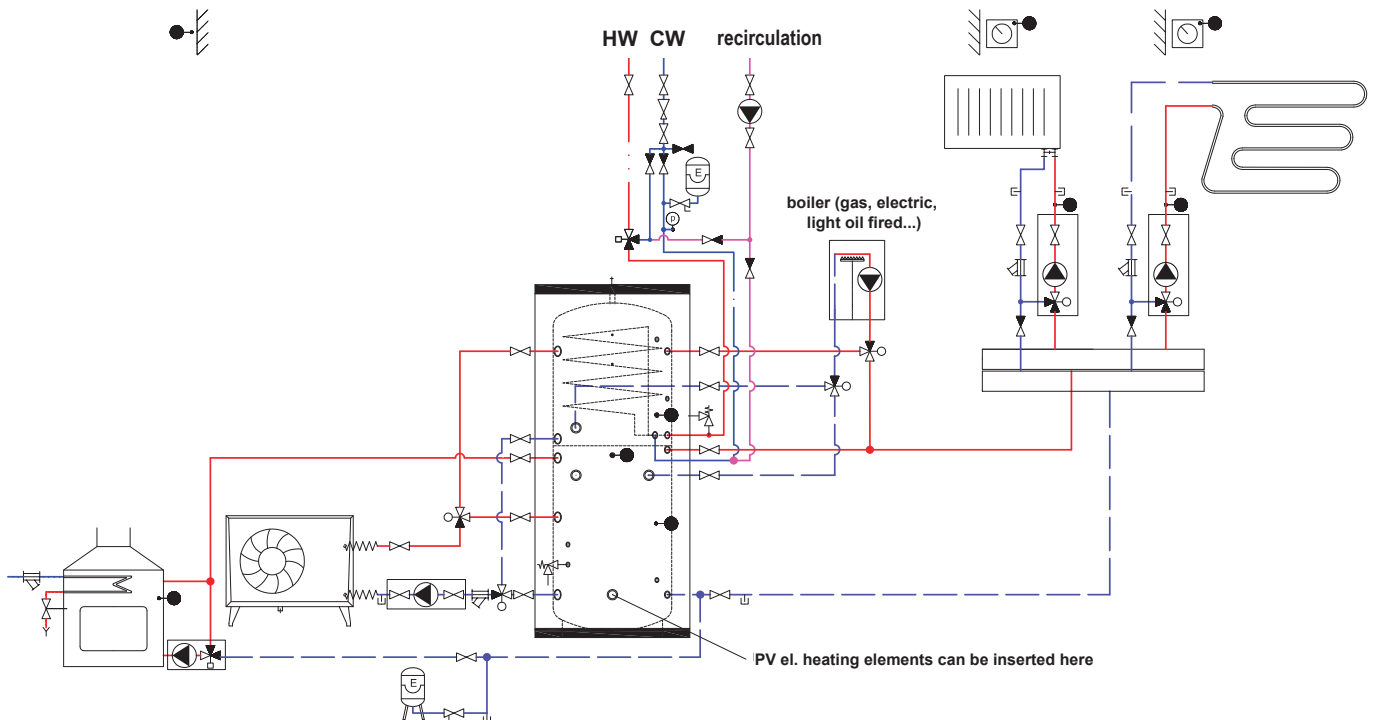 HW CW recirculation
E
p
boiler (gas, electric,
light oil fired...)
PV el. heating elements can be inserted here
E